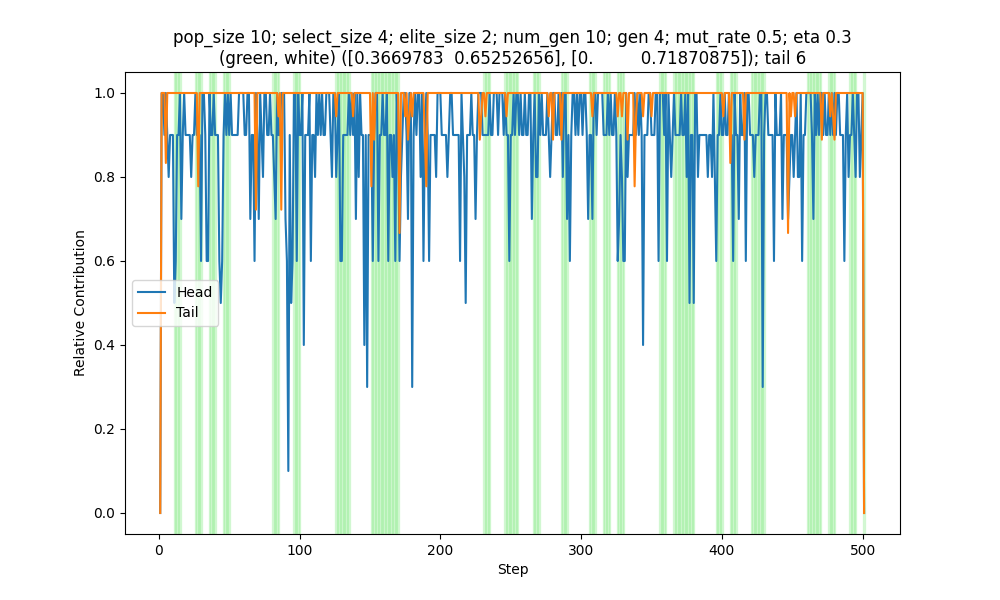 pop_size 10; select_size 4; elite_size 2; num_gen 10; gen 4; mut_rate 0.5; eta 0.3
(green, white) ([0.3669783  0.65252656], [0.         0.71870875]); tail 6
1.0
0.8
0.6
0.4
0.2
0.0
Relative Contribution
Head
Tail
0
100
200
300
400
500
Step